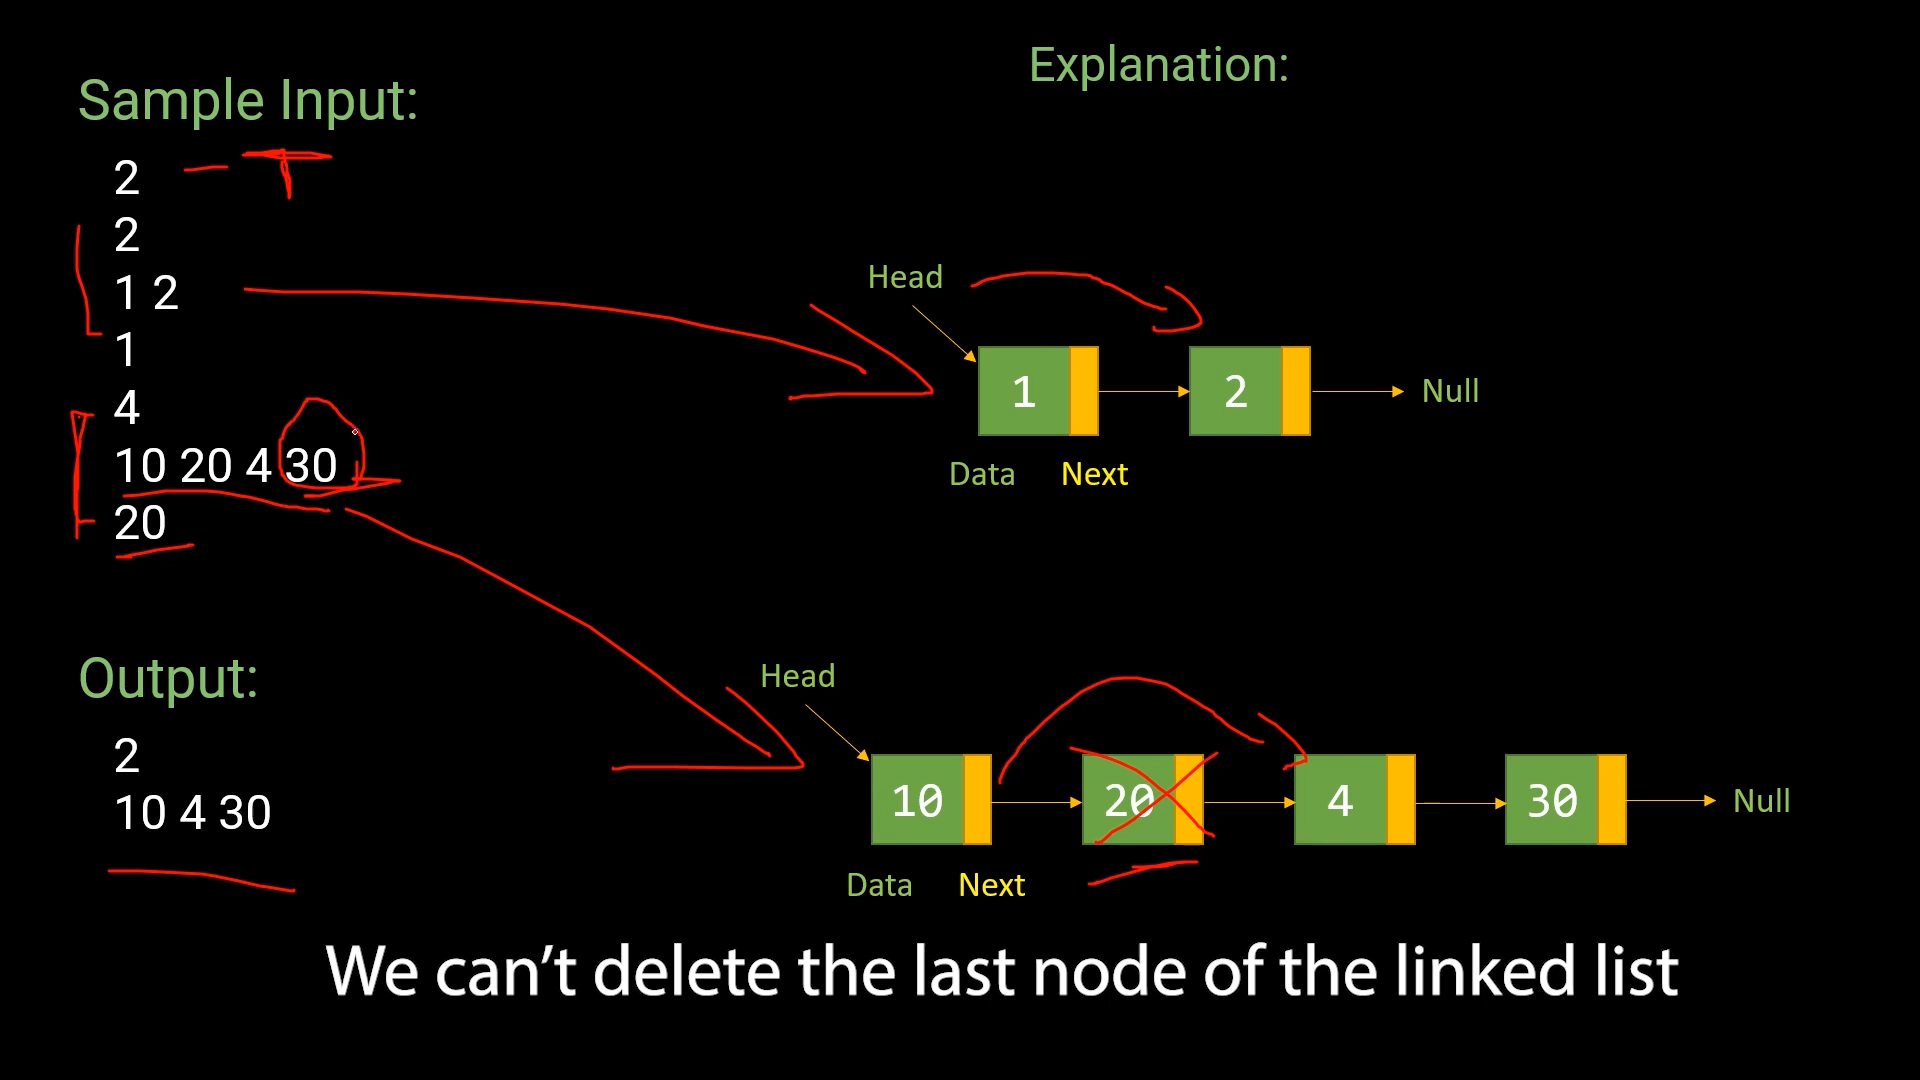 Explanation:
Sample Input:
2 - T
2
1 2
1
4
10 20 4 30
20
Head
1 2 Null
Data Next
Output:
2
10 4 30
Head
10 20 4 30 Null
Data Next
We can’t delete the last node of the linked list